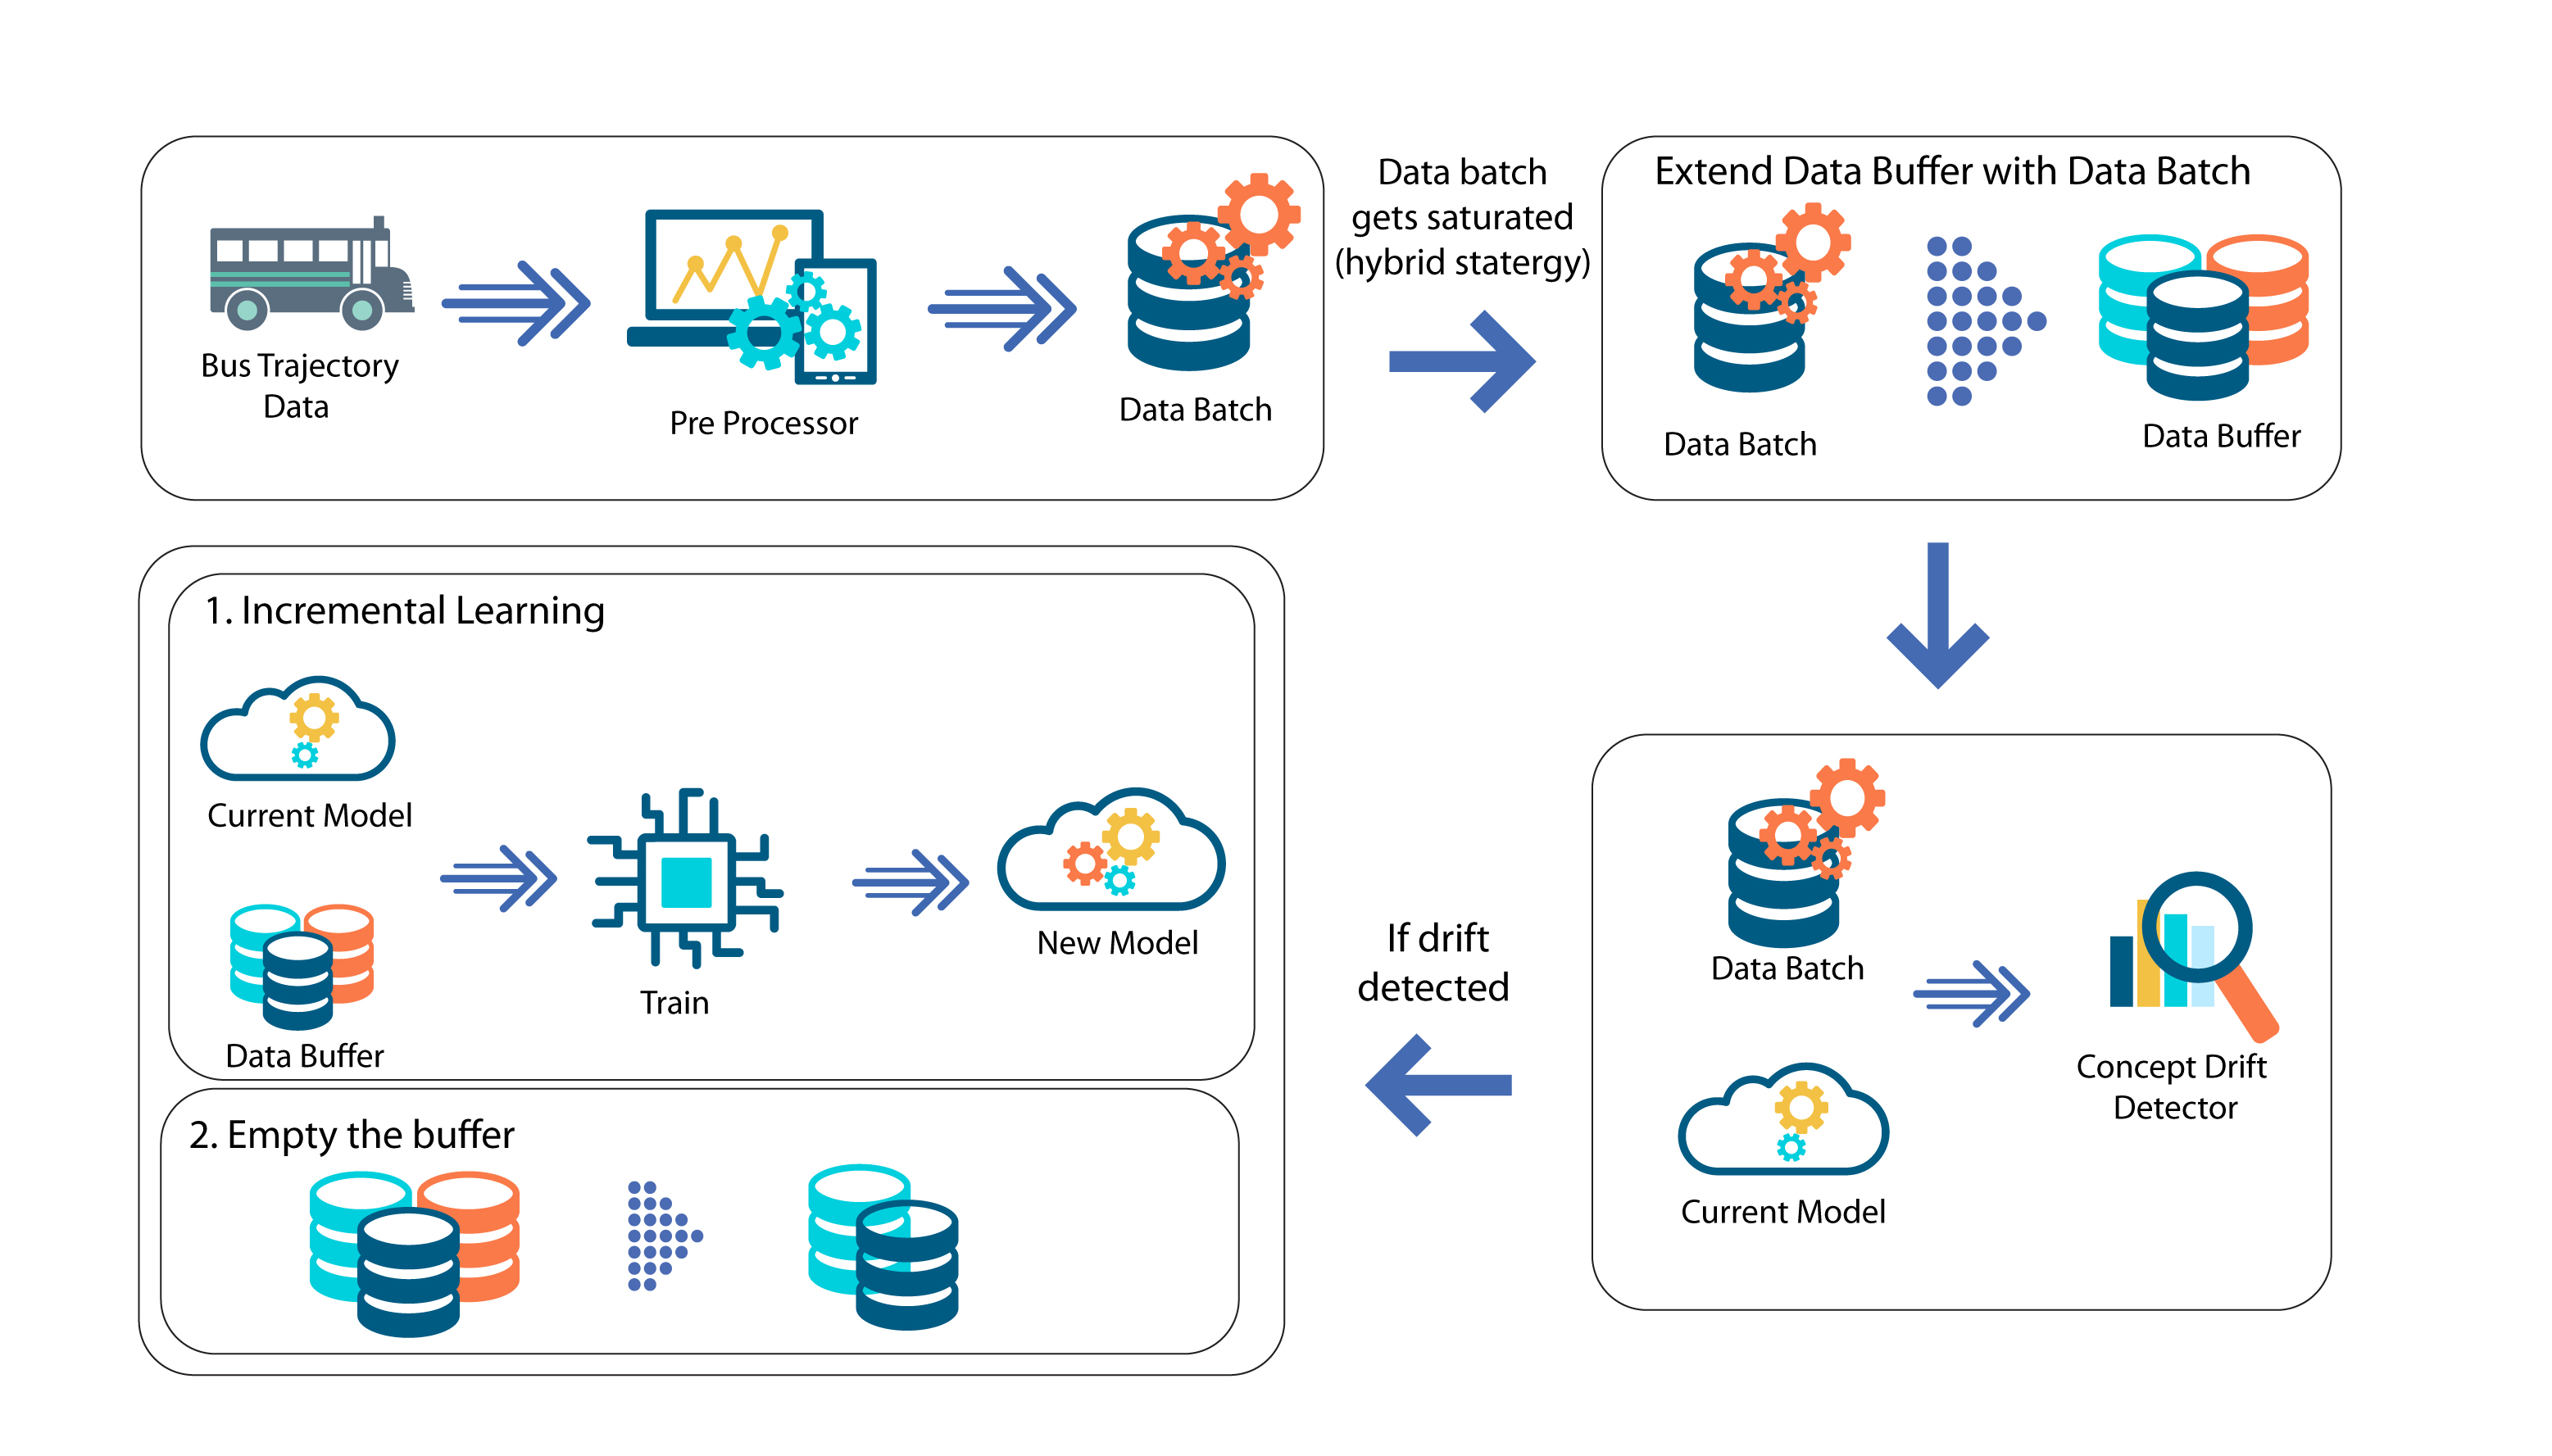 Bus Trajectory
Data
Pre Processor
Data Batch
Data batch
gets saturated
(hybrid statergy)
Extend Data Buffer with Data Batch
Data Batch
Data Buffer
1. Incremental Learning
Current Model
Data Buffer
Train
New Model
2. Empty the buffer
If drift
detected
Data Batch
Current Model
Concept Drift
Detector